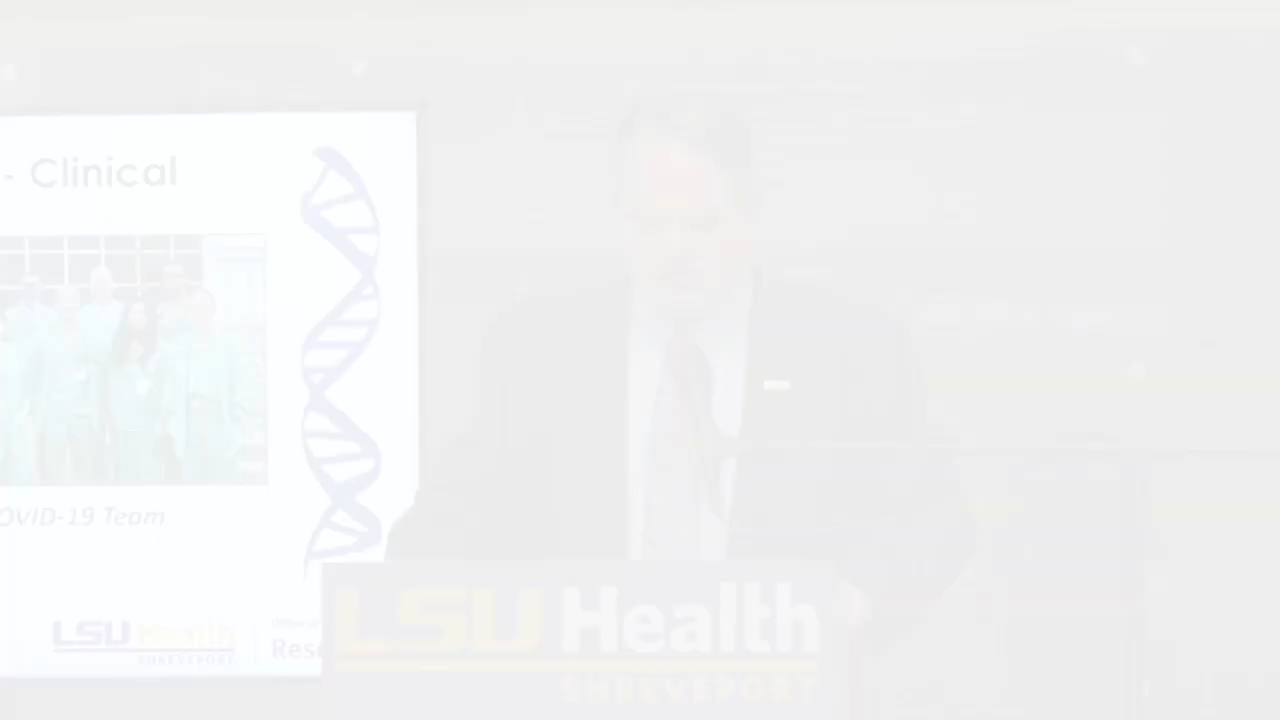 - Clinical
OVID-19 Team
LSU Health
SHREVEPORT
LSU Health
SHREVEPORT